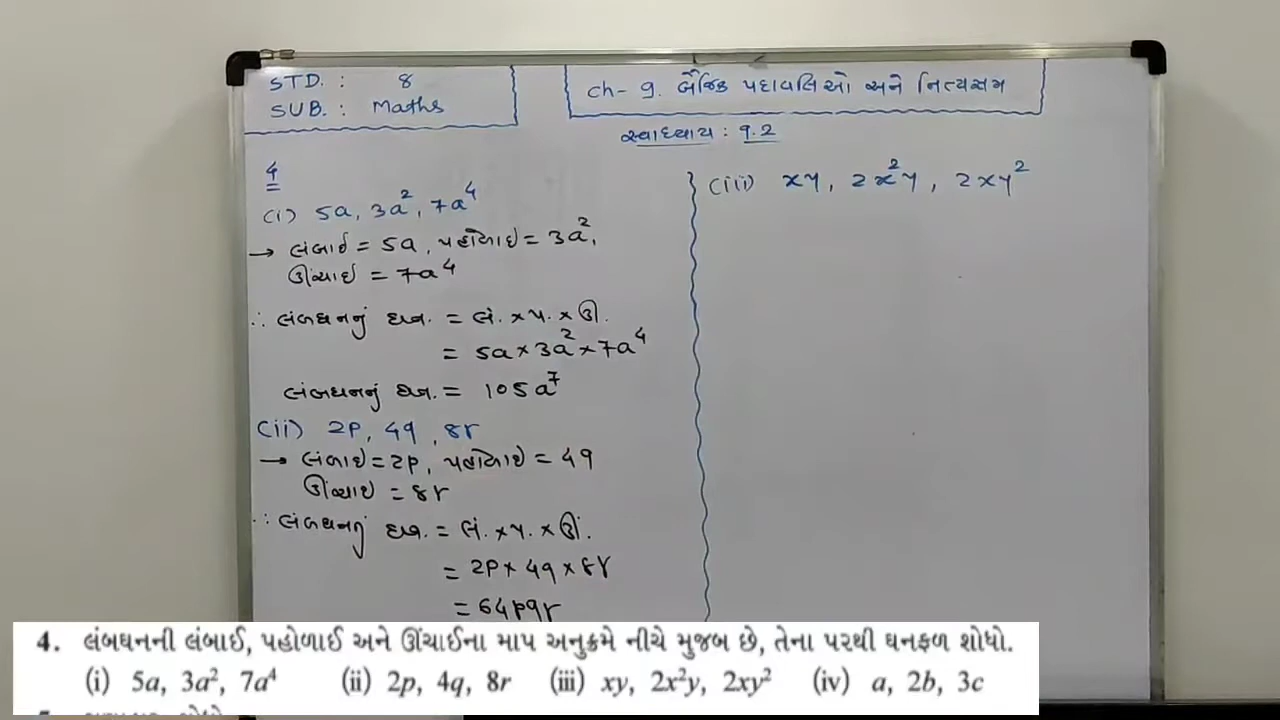 STD. : 8
SUB. : Maths
Ch - 9. બૈજિક પદાવલિઓ અને નિત્યસમ
સ્વાધ્યાય : 9.2
4
(i) 5a, 3a², 7a⁴
→ લંબાઈ = 5a, પહોળાઈ = 3a²,
ઊંચાઈ = 7a⁴
∴ લંબઘનનું ઘન. = લં. × પ. × ઊ.
= 5a × 3a² × 7a⁴
લંબઘનનું ઘન. = 105a⁷
(ii) 2p, 4q, 8r
→ લંબાઈ = 2p, પહોળાઈ = 4q
ઊંચાઈ = 8r
∴ લંબઘનનું ઘન. = લં. × પ. × ઊં.
= 2p × 4q × 8r
= 64pqr
(iii) xy, 2x²y, 2xy²
4. લંબઘનની લંબાઈ, પહોળાઈ અને ઊંચાઈના માપ અનુક્રમે નીચે મુજબ છે, તેના પરથી ઘનફળ શોધો.
(i) 5a, 3a², 7a⁴ (ii) 2p, 4q, 8r (iii) xy, 2x²y, 2xy² (iv) a, 2b, 3c